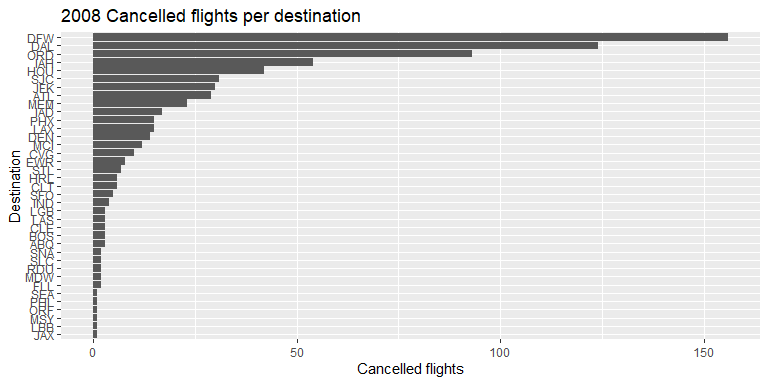 2008 Cancelled flights per destination
DFW
DAL
ORD
IAH
HOU
SJC
JFK
ATL
MEM
IAD
PHX
LAX
DEN
MCI
CVG
EWR
STL
HRL
CLT
SFO
IND
LGB
LAS
CLE
BOS
ABQ
SNA
SLC
RDU
MDW
FLL
SEA
PHL
ORF
MSY
LBB
JAX
0 50 100 150
Cancelled flights
Destination